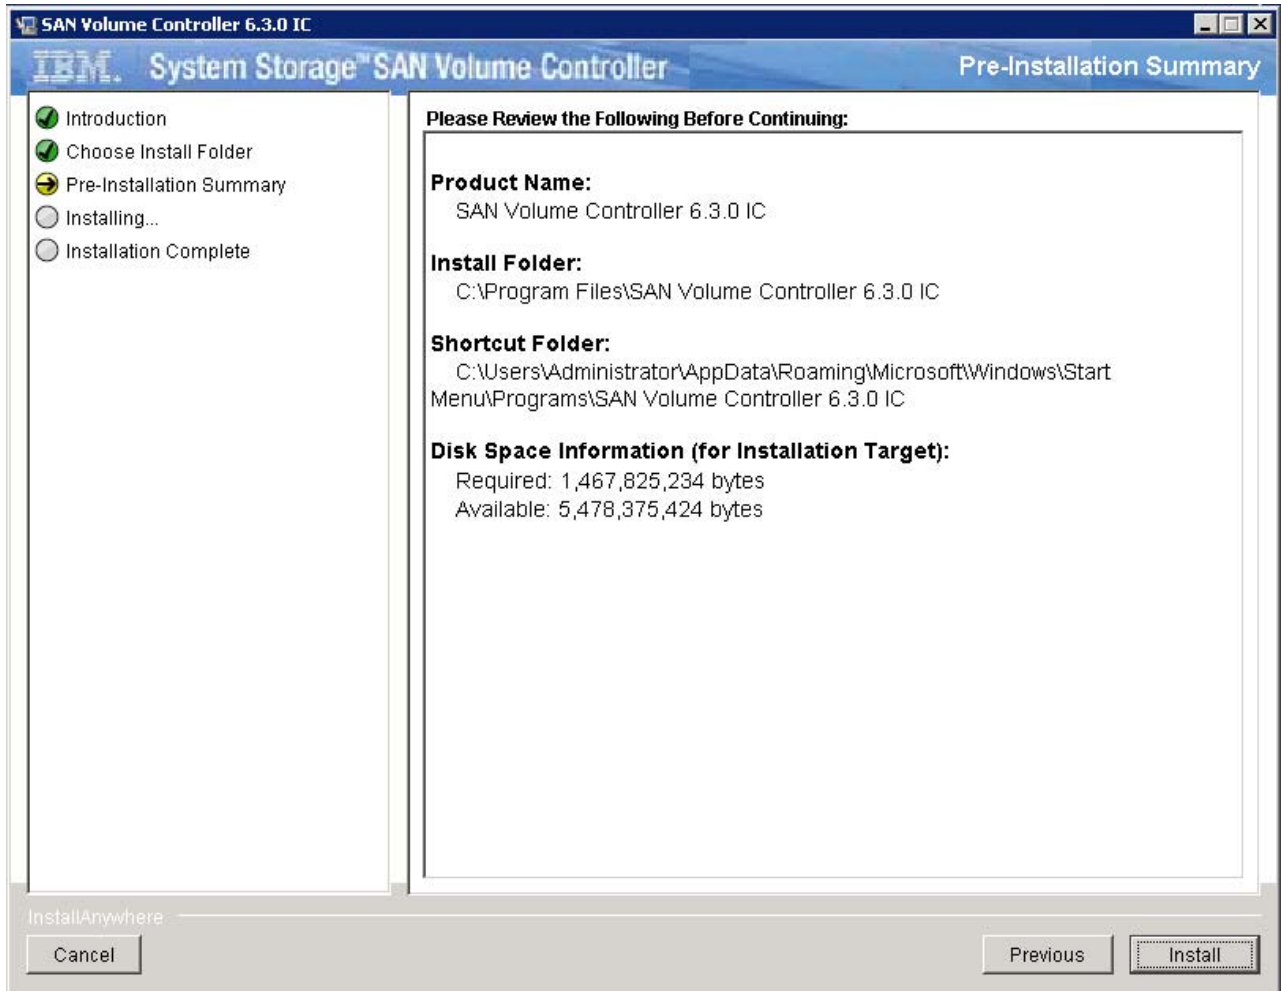 SAN Volume Controller 6.3.0 IC
IBM. System Storage™ SAN Volume Controller
Pre-Installation Summary
Introduction
Choose Install Folder
Pre-Installation Summary
Installing...
Installation Complete
Please Review the Following Before Continuing:
Product Name:
SAN Volume Controller 6.3.0 IC
Install Folder:
C:\Program Files\SAN Volume Controller 6.3.0 IC
Shortcut Folder:
C:\Users\Administrator\AppData\Roaming\Microsoft\Windows\Start
Menu\Programs\SAN Volume Controller 6.3.0 IC
Disk Space Information (for Installation Target):
Required: 1,467,825,234 bytes
Available: 5,478,375,424 bytes
InstallAnywhere
Cancel
Previous
Install